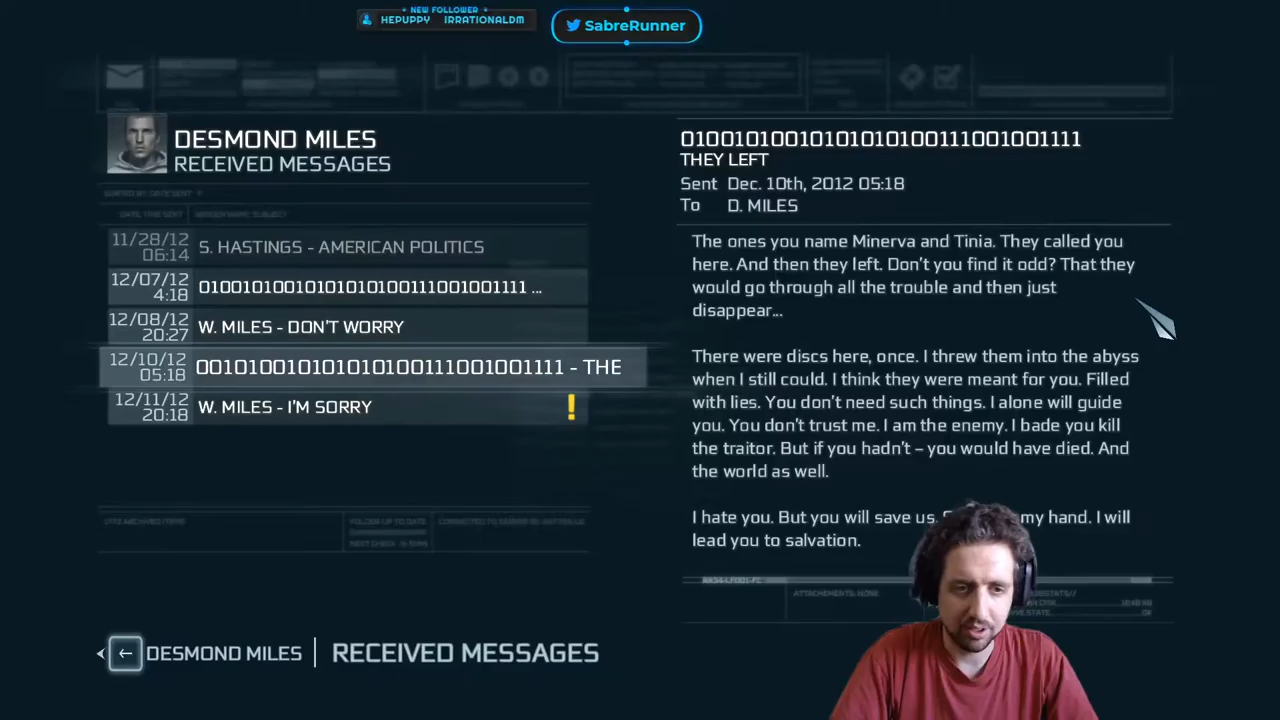 NEW FOLLOWER
HEPUPPY IRRATIONALDM
SabreRunner
DESMOND MILES
RECEIVED MESSAGES
SORTED BY DATE SENT
11/28/12
06:14
S. HASTINGS - AMERICAN POLITICS
12/07/12
4:18
0100101001010101010011100100111​1 ...
12/08/12
20:27
W. MILES - DON'T WORRY
12/10/12
05:18
001010010101010100111001001111 - THE
12/11/12
20:18
W. MILES - I'M SORRY
!
DESMOND MILES
RECEIVED MESSAGES
01001010010101010100111001001111
THEY LEFT
Sent Dec. 10th, 2012 05:18
To D. MILES
The ones you name Minerva and Tinia. They called you
here. And then they left. Don't you find it odd? That they
would go through all the trouble and then just
disappear...
There were discs here, once. I threw them into the abyss
when I still could. I think they were meant for you. Filled
with lies. You don't need such things. I alone will guide
you. You don't trust me. I am the enemy. I bade you kill
the traitor. But if you hadn't – you would have died. And
the world as well.
I hate you. But you will save us. my hand. I will
lead you to salvation.
ATTACHEMENTS: NONE